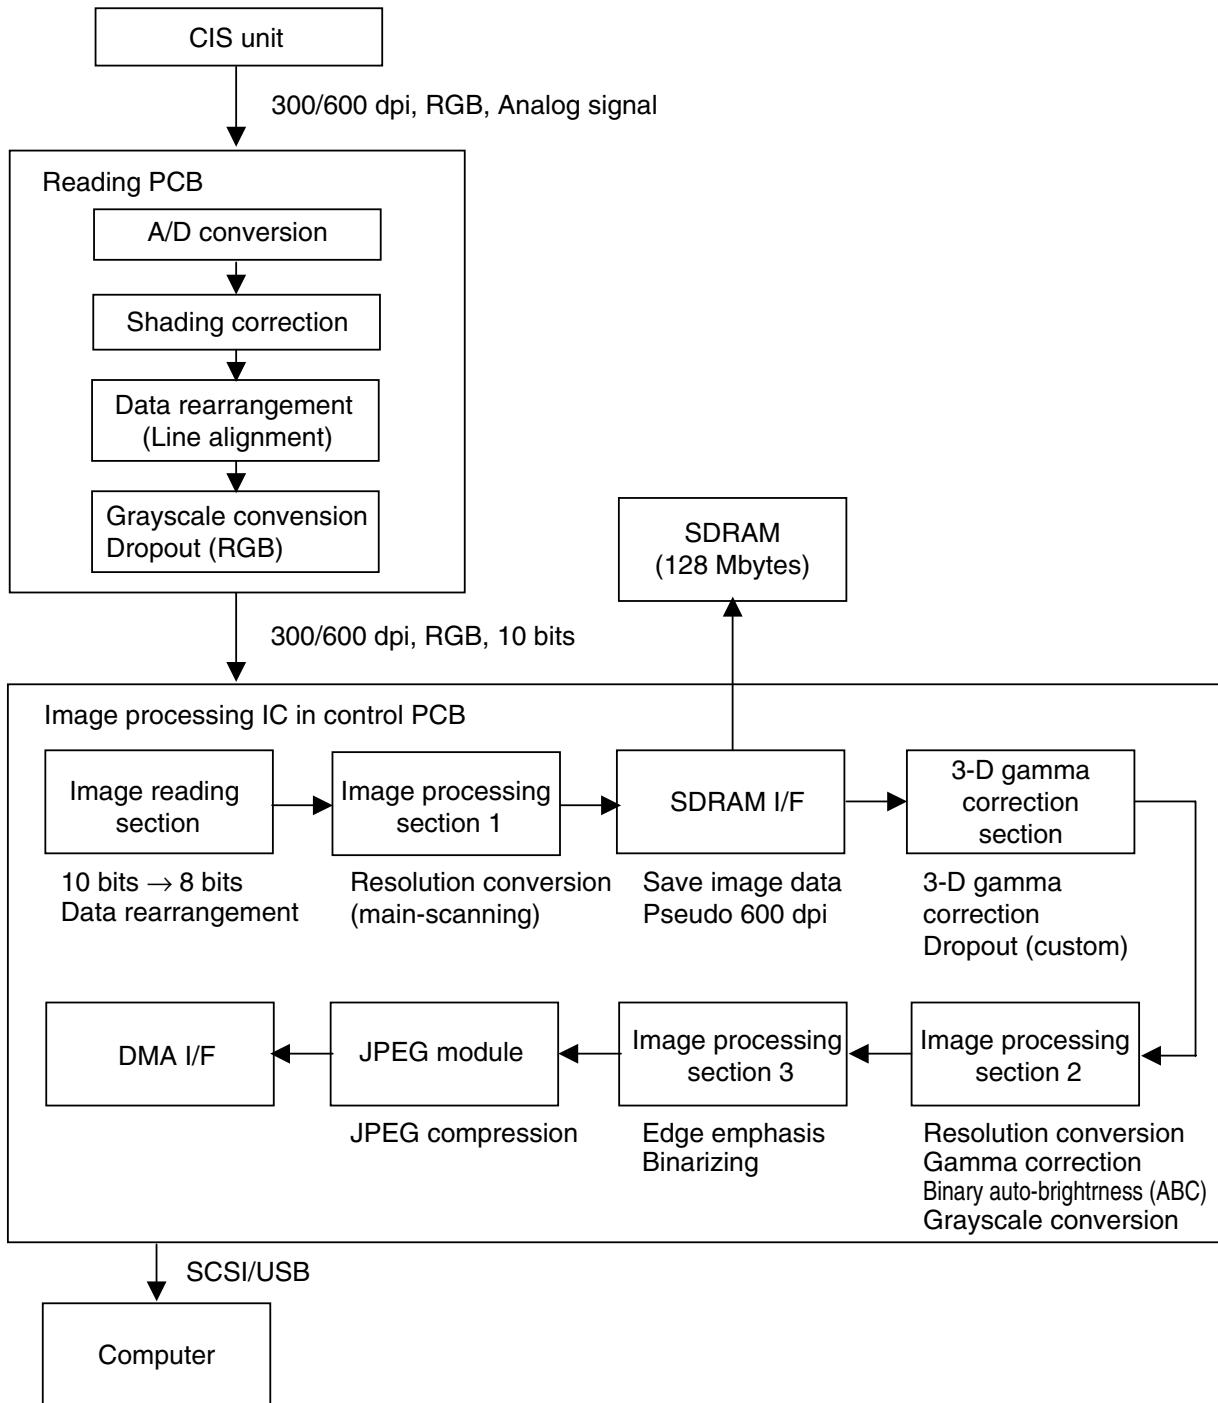 CIS unit
300/600 dpi, RGB, Analog signal
Reading PCB
A/D conversion
Shading correction
Data rearrangement
(Line alignment)
Grayscale convension
Dropout (RGB)
SDRAM
(128 Mbytes)
300/600 dpi, RGB, 10 bits
Image processing IC in control PCB
Image reading
section
Image processing
section 1
SDRAM I/F
3-D gamma
correction
section
10 bits → 8 bits
Data rearrangement
Resolution conversion
(main-scanning)
Save image data
Pseudo 600 dpi
3-D gamma
correction
Dropout (custom)
DMA I/F
JPEG module
Image processing
section 3
Image processing
section 2
JPEG compression
Edge emphasis
Binarizing
Resolution conversion
Gamma correction
Binary auto-brightrness (ABC)
Grayscale conversion
SCSI/USB
Computer